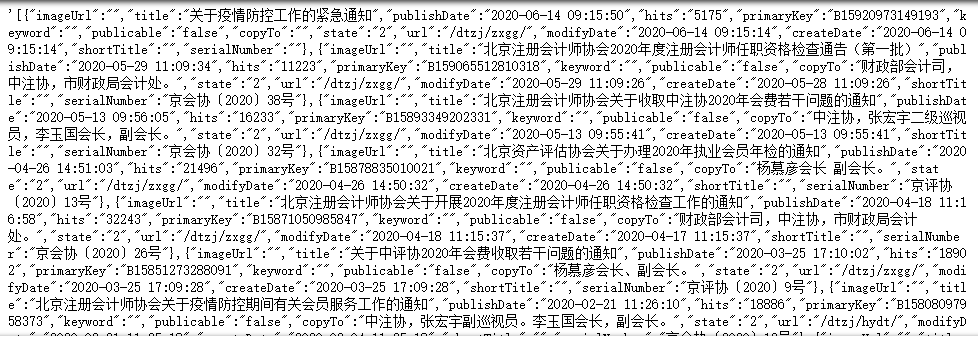 '[{"imageUrl":"","title":"关于疫情防控工作的紧急通知","publishDate":"2020-06-14 09:15:50","hits":"5175","primaryKey":"B15920973149193","k
eyword":"","publicable":"false","copyTo":"","state":"2","url":"/dtzj/zxgg/","modifyDate":"2020-06-14 09:15:14","createDate":"2020-06-14 0
9:15:14","shortTitle":"","serialNumber":""},{"imageUrl":"","title":"北京注册会计师协会2020年度注册会计师任职资格检查通告（第一批）","publ
ishDate":"2020-05-29 11:09:34","hits":"11223","primaryKey":"B159065512810318","keyword":"","publicable":"false","copyTo":"财政部会计司，
中注协，市财政局会计处。","state":"2","url":"/dtzj/zxgg/","modifyDate":"2020-05-29 11:09:26","createDate":"2020-05-28 11:09:26","shortTit
le":"","serialNumber":"京会协〔2020〕38号"},{"imageUrl":"","title":"北京注册会计师协会关于收取中注协2020年会费若干问题的通知","publishDat
e":"2020-05-13 09:56:05","hits":"16233","primaryKey":"B15893349202331","keyword":"","publicable":"false","copyTo":"中注协，张宏宇二级巡视
员，李玉国会长，副会长。","state":"2","url":"/dtzj/zxgg/","modifyDate":"2020-05-13 09:55:41","createDate":"2020-05-13 09:55:41","shortTit
le":"","serialNumber":"京会协〔2020〕32号"},{"imageUrl":"","title":"北京资产评估协会关于办理2020年执业会员年检的通知","publishDate":"2020
-04-26 14:51:03","hits":"21496","primaryKey":"B15878835010021","keyword":"","publicable":"false","copyTo":"杨慕彦会长 副会长。","stat
e":"2","url":"/dtzj/zxgg/","modifyDate":"2020-04-26 14:50:32","createDate":"2020-04-26 14:50:32","shortTitle":"","serialNumber":"京评协
〔2020〕13号"},{"imageUrl":"","title":"北京注册会计师协会关于开展2020年度注册会计师任职资格检查工作的通知","publishDate":"2020-04-18 11:1
6:58","hits":"32243","primaryKey":"B15871050985847","keyword":"","publicable":"false","copyTo":"财政部会计司，中注协，市财政局会计
处。","state":"2","url":"/dtzj/zxgg/","modifyDate":"2020-04-18 11:15:37","createDate":"2020-04-17 11:15:37","shortTitle":"","serialNumbe
r":"京会协〔2020〕26号"},{"imageUrl":"","title":"关于中评协2020年会费收取若干问题的通知","publishDate":"2020-03-25 17:10:02","hits":"1890
2","primaryKey":"B15851273288091","keyword":"","publicable":"false","copyTo":"杨慕彦会长、副会长。","state":"2","url":"/dtzj/zxgg/","modi
fyDate":"2020-03-25 17:09:28","createDate":"2020-03-25 17:09:28","shortTitle":"","serialNumber":"京评协〔2020〕9号"},{"imageUrl":"","titl
e":"北京注册会计师协会关于疫情防控期间有关会员服务工作的通知","publishDate":"2020-02-21 11:26:10","hits":"18886","primaryKey":"B158080979
58373","keyword":"","publicable":"false","copyTo":"中注协，张宏宇副巡视员。李玉国会长，副会长。","state":"2","url":"/dtzj/hydt/","modifyD